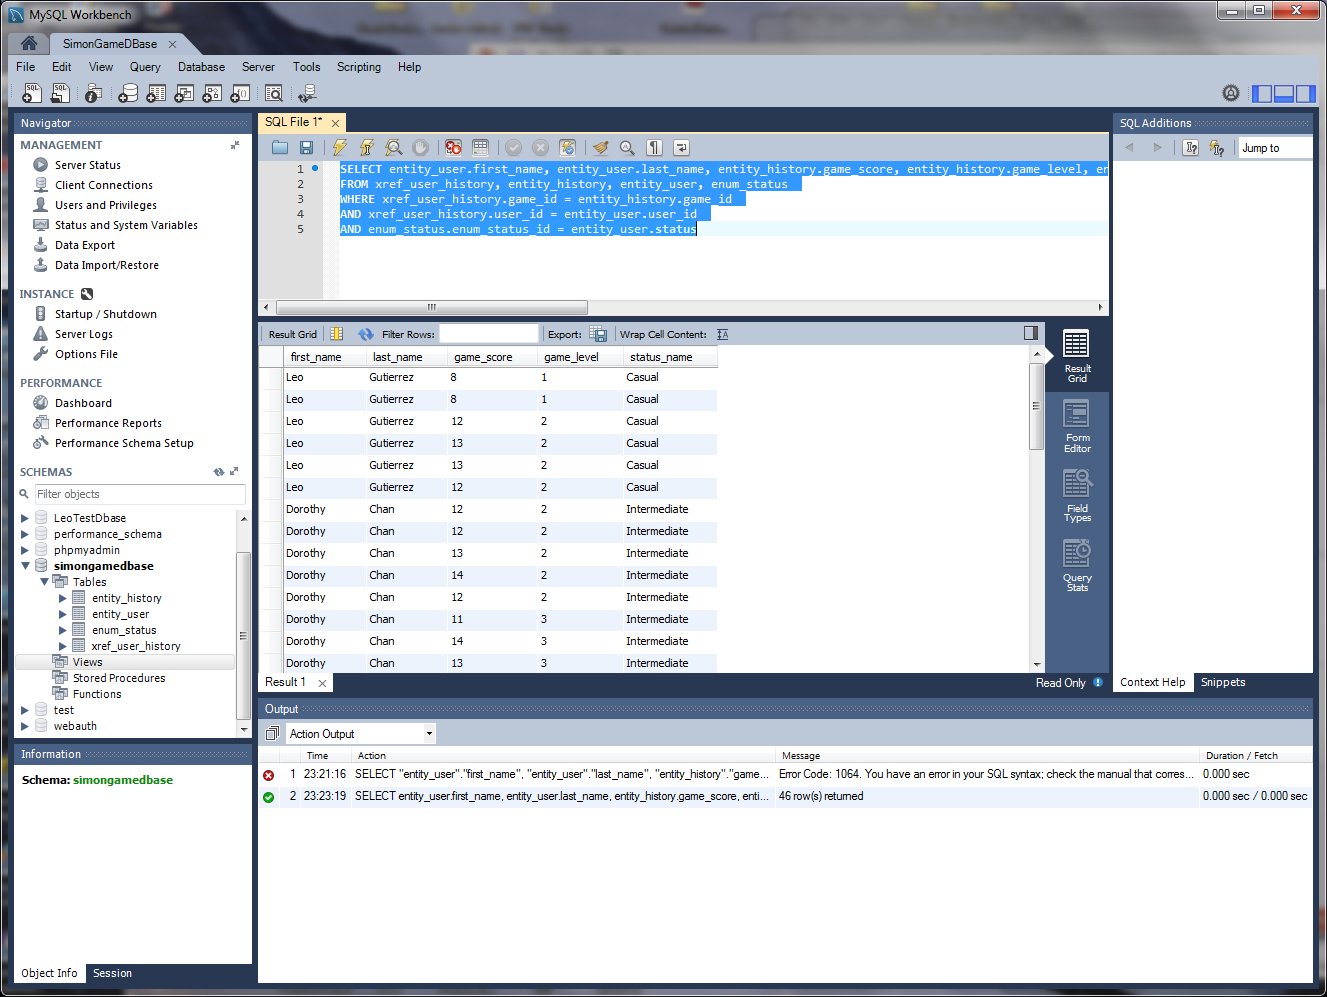 MySQL Workbench
SimonGameDBase
File Edit View Query Database Server Tools Scripting Help
Navigator
MANAGEMENT
Server Status
Client Connections
Users and Privileges
Status and System Variables
Data Export
Data Import/Restore
INSTANCE
Startup / Shutdown
Server Logs
Options File
PERFORMANCE
Dashboard
Performance Reports
Performance Schema Setup
SCHEMAS
Filter objects
LeoTestDbase
performance_schema
phpmyadmin
simongamedbase
Tables
entity_history
entity_user
enum_status
xref_user_history
Views
Stored Procedures
Functions
test
webauth
Information
Schema: simongamedbase
Object Info Session
SQL File 1*
1 SELECT entity_user.first_name, entity_user.last_name, entity_history.game_score, entity_history.game_level, en
2 FROM xref_user_history, entity_history, entity_user, enum_status
3 WHERE xref_user_history.game_id = entity_history.game_id
4 AND xref_user_history.user_id = entity_user.user_id
5 AND enum_status.enum_status_id = entity_user.status
Result Grid Filter Rows: Export: Wrap Cell Content:
first_name last_name game_score game_level status_name
Leo Gutierrez 8 1 Casual
Leo Gutierrez 8 1 Casual
Leo Gutierrez 12 2 Casual
Leo Gutierrez 13 2 Casual
Leo Gutierrez 13 2 Casual
Leo Gutierrez 12 2 Casual
Dorothy Chan 12 2 Intermediate
Dorothy Chan 12 2 Intermediate
Dorothy Chan 13 2 Intermediate
Dorothy Chan 14 2 Intermediate
Dorothy Chan 12 2 Intermediate
Dorothy Chan 11 3 Intermediate
Dorothy Chan 14 3 Intermediate
Dorothy Chan 13 3 Intermediate
Result 1
Read Only
Result
Grid
Form
Editor
Field
Types
Query
Stats
SQL Additions
Jump to
Context Help Snippets
Output
Action Output
Time Action Message Duration / Fetch
1 23:21:16 SELECT "entity_user"."first_name", "entity_user"."last_name", "entity_history"."game... Error Code: 1064. You have an error in your SQL syntax; check the manual that corres... 0.000 sec
2 23:23:19 SELECT entity_user.first_name, entity_user.last_name, entity_history.game_score, enti... 46 row(s) returned 0.000 sec / 0.000 sec